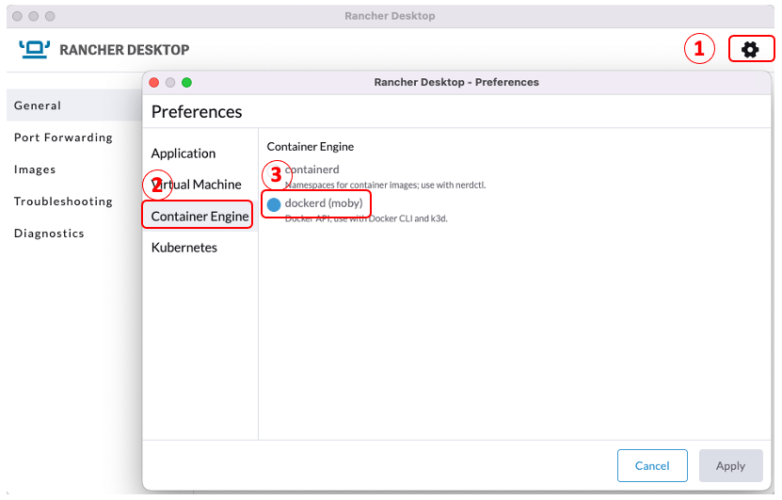 Rancher Desktop
RANCHER DESKTOP
1
Rancher Desktop - Preferences
Preferences
General
Port Forwarding
Images
Troubleshooting
Diagnostics
Application
2
Virtual Machine
Container Engine
Kubernetes
Container Engine
3
containerd
Namespaces for container images; use with nerdctl.
dockerd (moby)
Docker API; use with Docker CLI and k3d.
Cancel
Apply